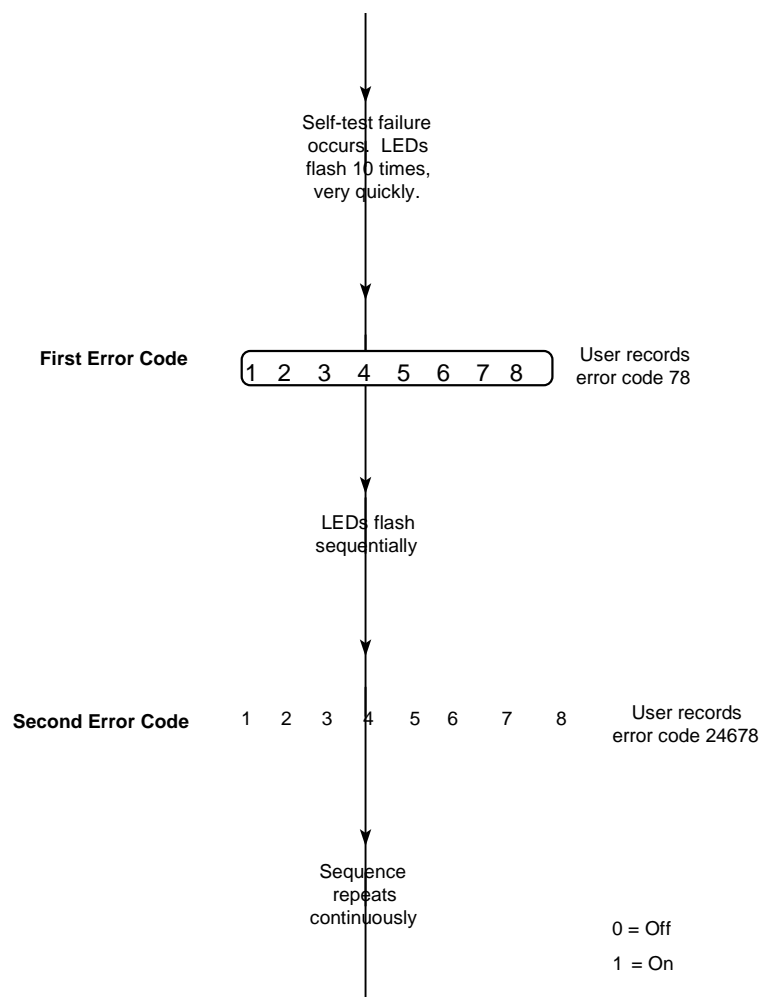 Self-test failure
occurs. LEDs
flash 10 times,
very quickly.
First Error Code
1 2 3 4 5 6 7 8
User records
error code 78
LEDs flash
sequentially
Second Error Code
1 2 3 4 5 6 7 8
User records
error code 24678
Sequence
repeats
continuously
0 = Off
1 = On